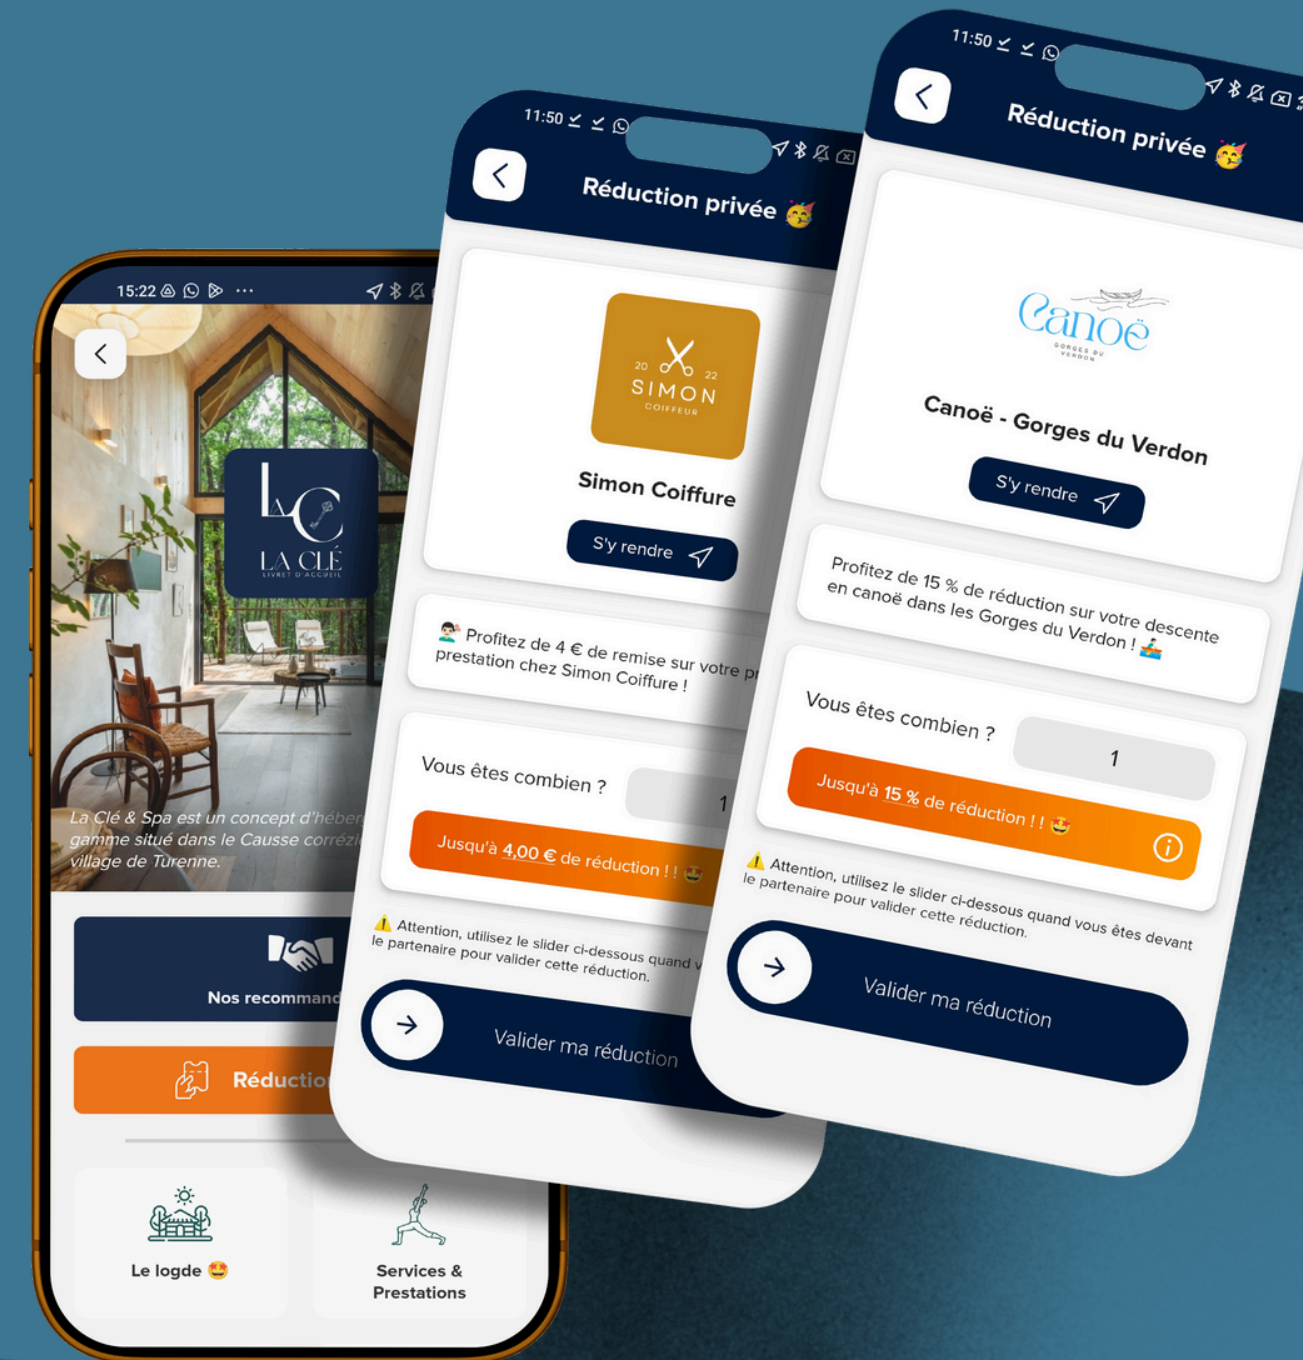 15:22
LC
LA CLÉ
LIVRET D'ACCUEIL
La Clé & Spa est un concept
gamme situé dans le Causse
village de Turenne.
Nos
Le logde 🤩
Services &
Prestations
11:50
Réduction privée 🥳
20 22
SIMON
COIFFEUR
Simon Coiffure
S'y rendre
💇🏻‍♂️ Profitez de 4 € de remise sur votre
prestation chez Simon Coiffure !
Vous êtes combien ?
1
Jusqu'à 4,00 € de réduction ! ! 🤩
⚠️ Attention, utilisez le slider ci-dessous quand
le partenaire pour valider cette réduction.
Valider ma réduction
11:50
Réduction privée 🥳
Canoë
GORGES DU
VERDON
Canoë - Gorges du Verdon
S'y rendre
Profitez de 15 % de réduction sur votre descente
en canoë dans les Gorges du Verdon ! 🚣
Vous êtes combien ?
1
Jusqu'à 15 % de réduction ! ! 🤩
⚠️ Attention, utilisez le slider ci-dessous quand vous êtes devant
le partenaire pour valider cette réduction.
Valider ma réduction